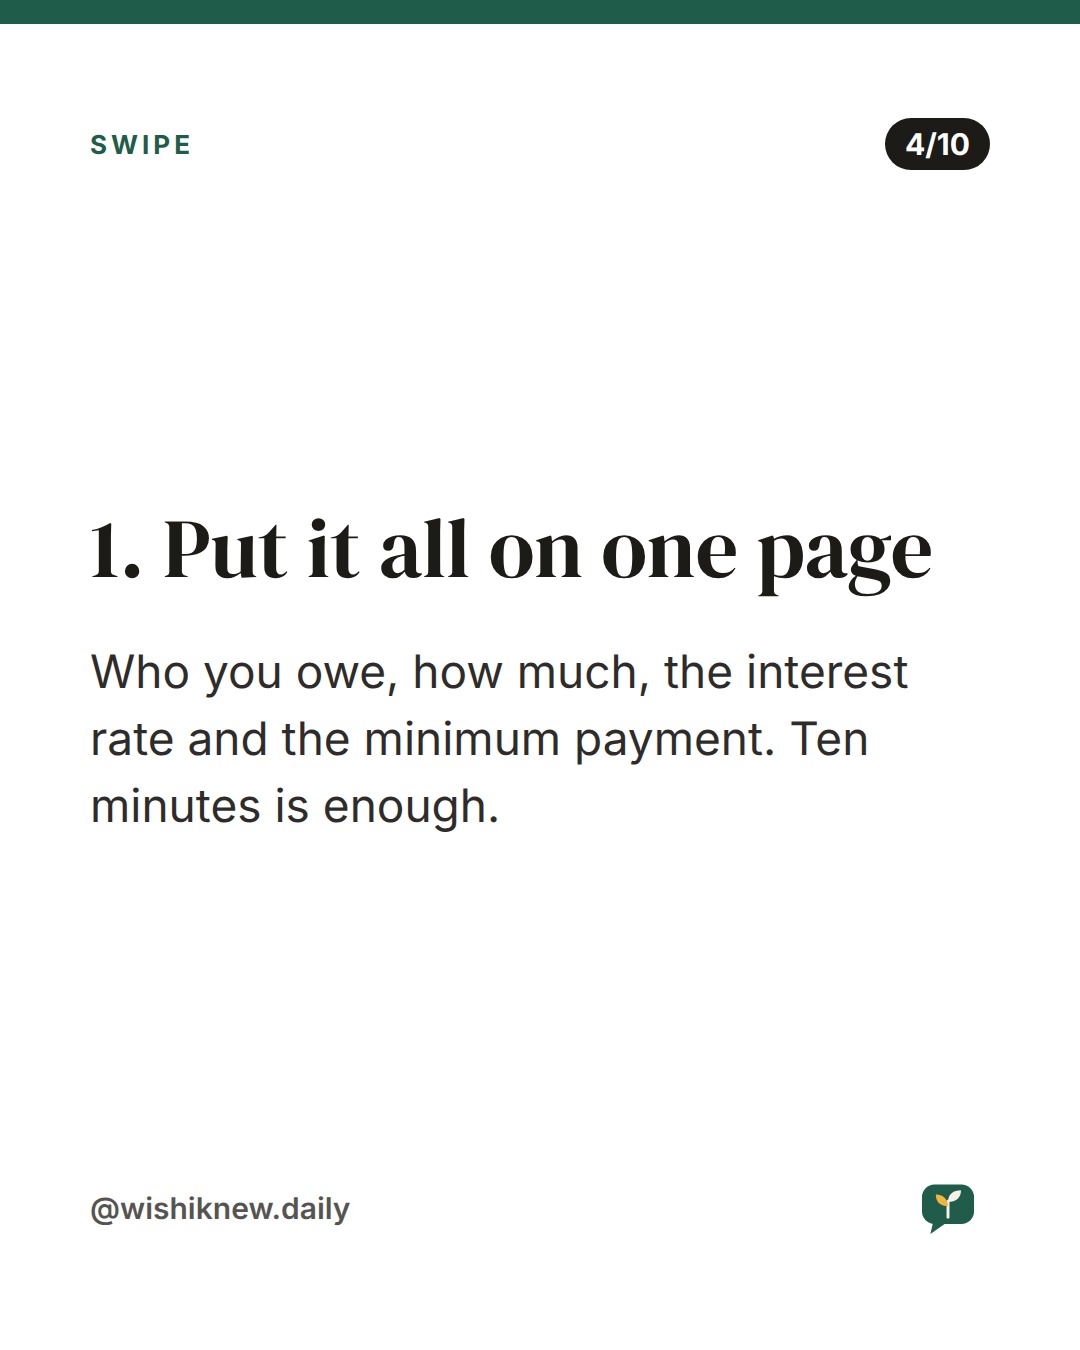 SWIPE
4/10
1. Put it all on one page
Who you owe, how much, the interest
rate and the minimum payment. Ten
minutes is enough.
@wishiknew.daily